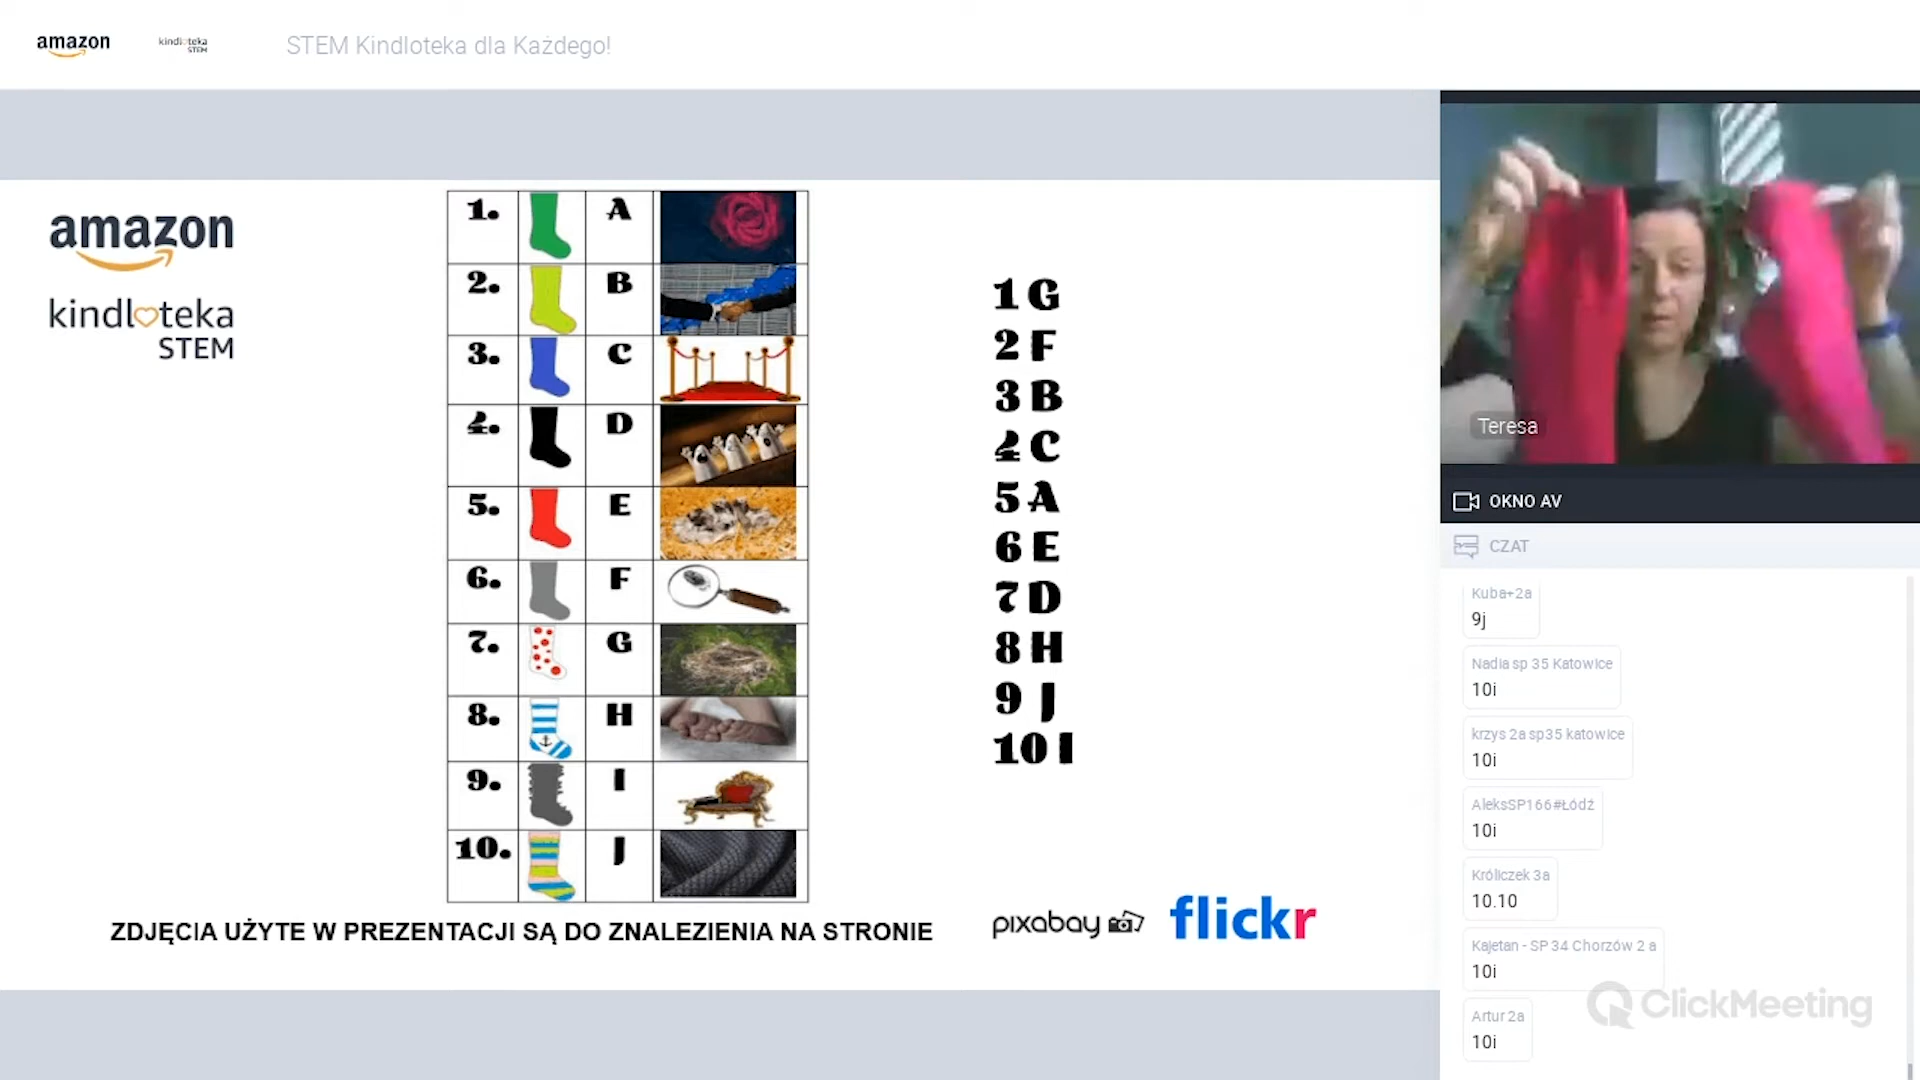 amazon
kindloteka
STEM
STEM Kindloteka dla Każdego!
amazon
kindloteka
STEM
1. A
2. B
3. C
4. D
5. E
6. F
7. G
8. H
9. I
10. J
1 G
2 F
3 B
4 C
5 A
6 E
7 D
8 H
9 J
10 I
ZDJĘCIA UŻYTE W PREZENTACJI SĄ DO ZNALEZIENIA NA STRONIE
pixabay
flickr
Teresa
OKNO AV
CZAT
Kuba+2a
9j
Nadia sp 35 Katowice
10i
krzys 2a sp35 katowice
10i
AleksSP166#Łódź
10i
Króliczek 3a
10.10
Kajetan - SP 34 Chorzów 2 a
10i
Artur 2a
10i
ClickMeeting